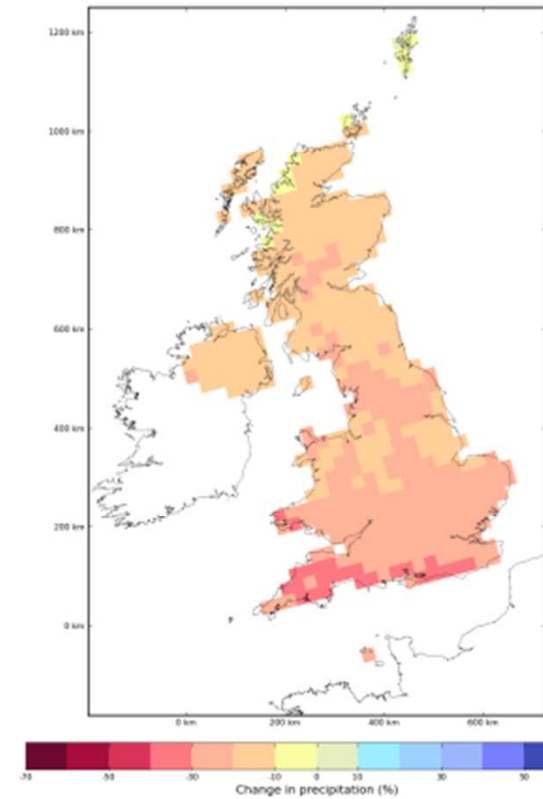 1200 km
1000 km
800 km
600 km
400 km
200 km
0 km
0 km 200 km 400 km 600 km
-70 -50 -30 -10 0 10 30 50
Change in precipitation (%)